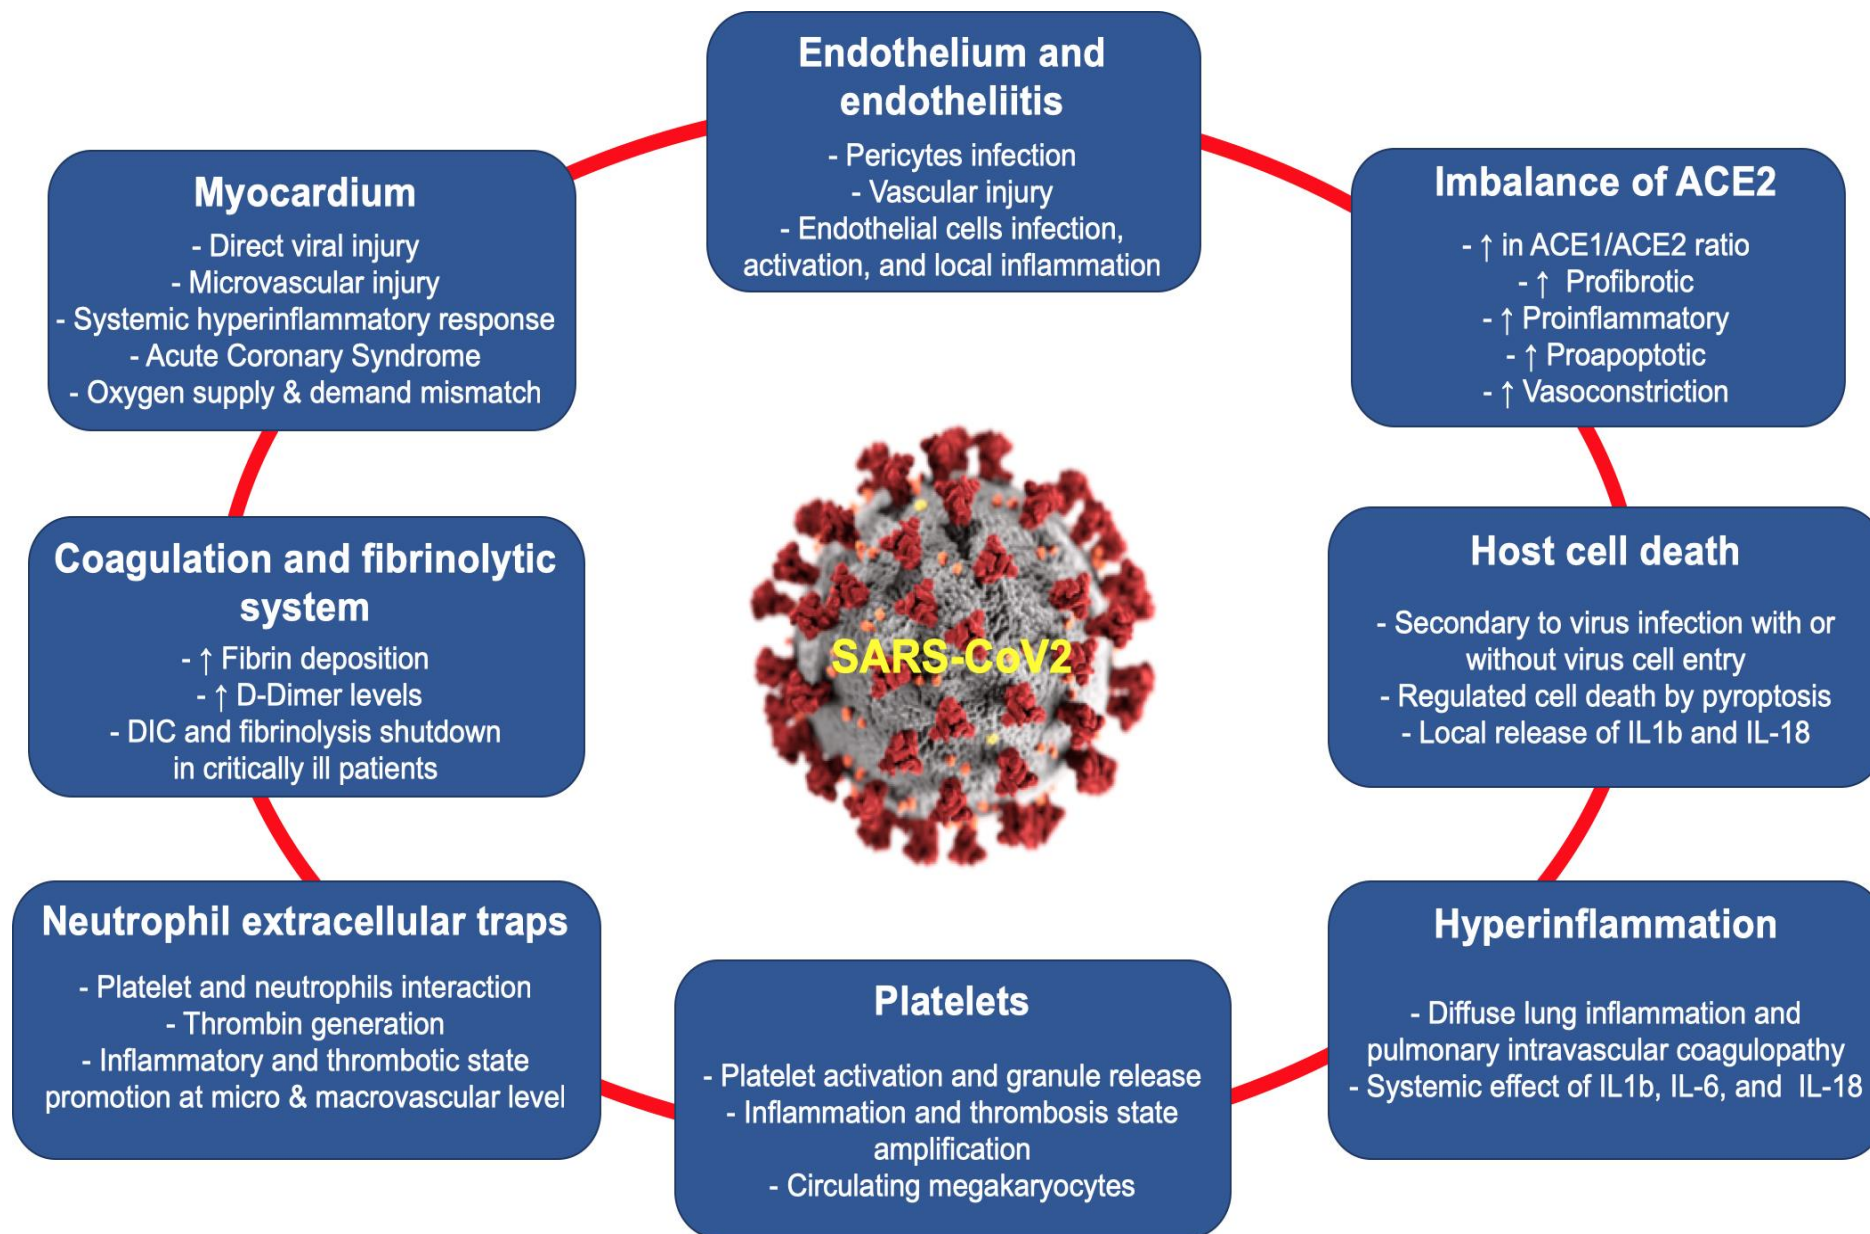 Endothelium and
endotheliitis
- Pericytes infection
- Vascular injury
- Endothelial cells infection,
activation, and local inflammation
Myocardium
- Direct viral injury
- Microvascular injury
- Systemic hyperinflammatory response
- Acute Coronary Syndrome
- Oxygen supply & demand mismatch
Imbalance of ACE2
- ↑ in ACE1/ACE2 ratio
- ↑ Profibrotic
- ↑ Proinflammatory
- ↑ Proapoptotic
- ↑ Vasoconstriction
Coagulation and fibrinolytic
system
- ↑ Fibrin deposition
- ↑ D-Dimer levels
- DIC and fibrinolysis shutdown
in critically ill patients
SARS-CoV2
Host cell death
- Secondary to virus infection with or
without virus cell entry
- Regulated cell death by pyroptosis
- Local release of IL1b and IL-18
Neutrophil extracellular traps
- Platelet and neutrophils interaction
- Thrombin generation
- Inflammatory and thrombotic state
promotion at micro & macrovascular level
Platelets
- Platelet activation and granule release
- Inflammation and thrombosis state
amplification
- Circulating megakaryocytes
Hyperinflammation
- Diffuse lung inflammation and
pulmonary intravascular coagulopathy
- Systemic effect of IL1b, IL-6, and IL-18